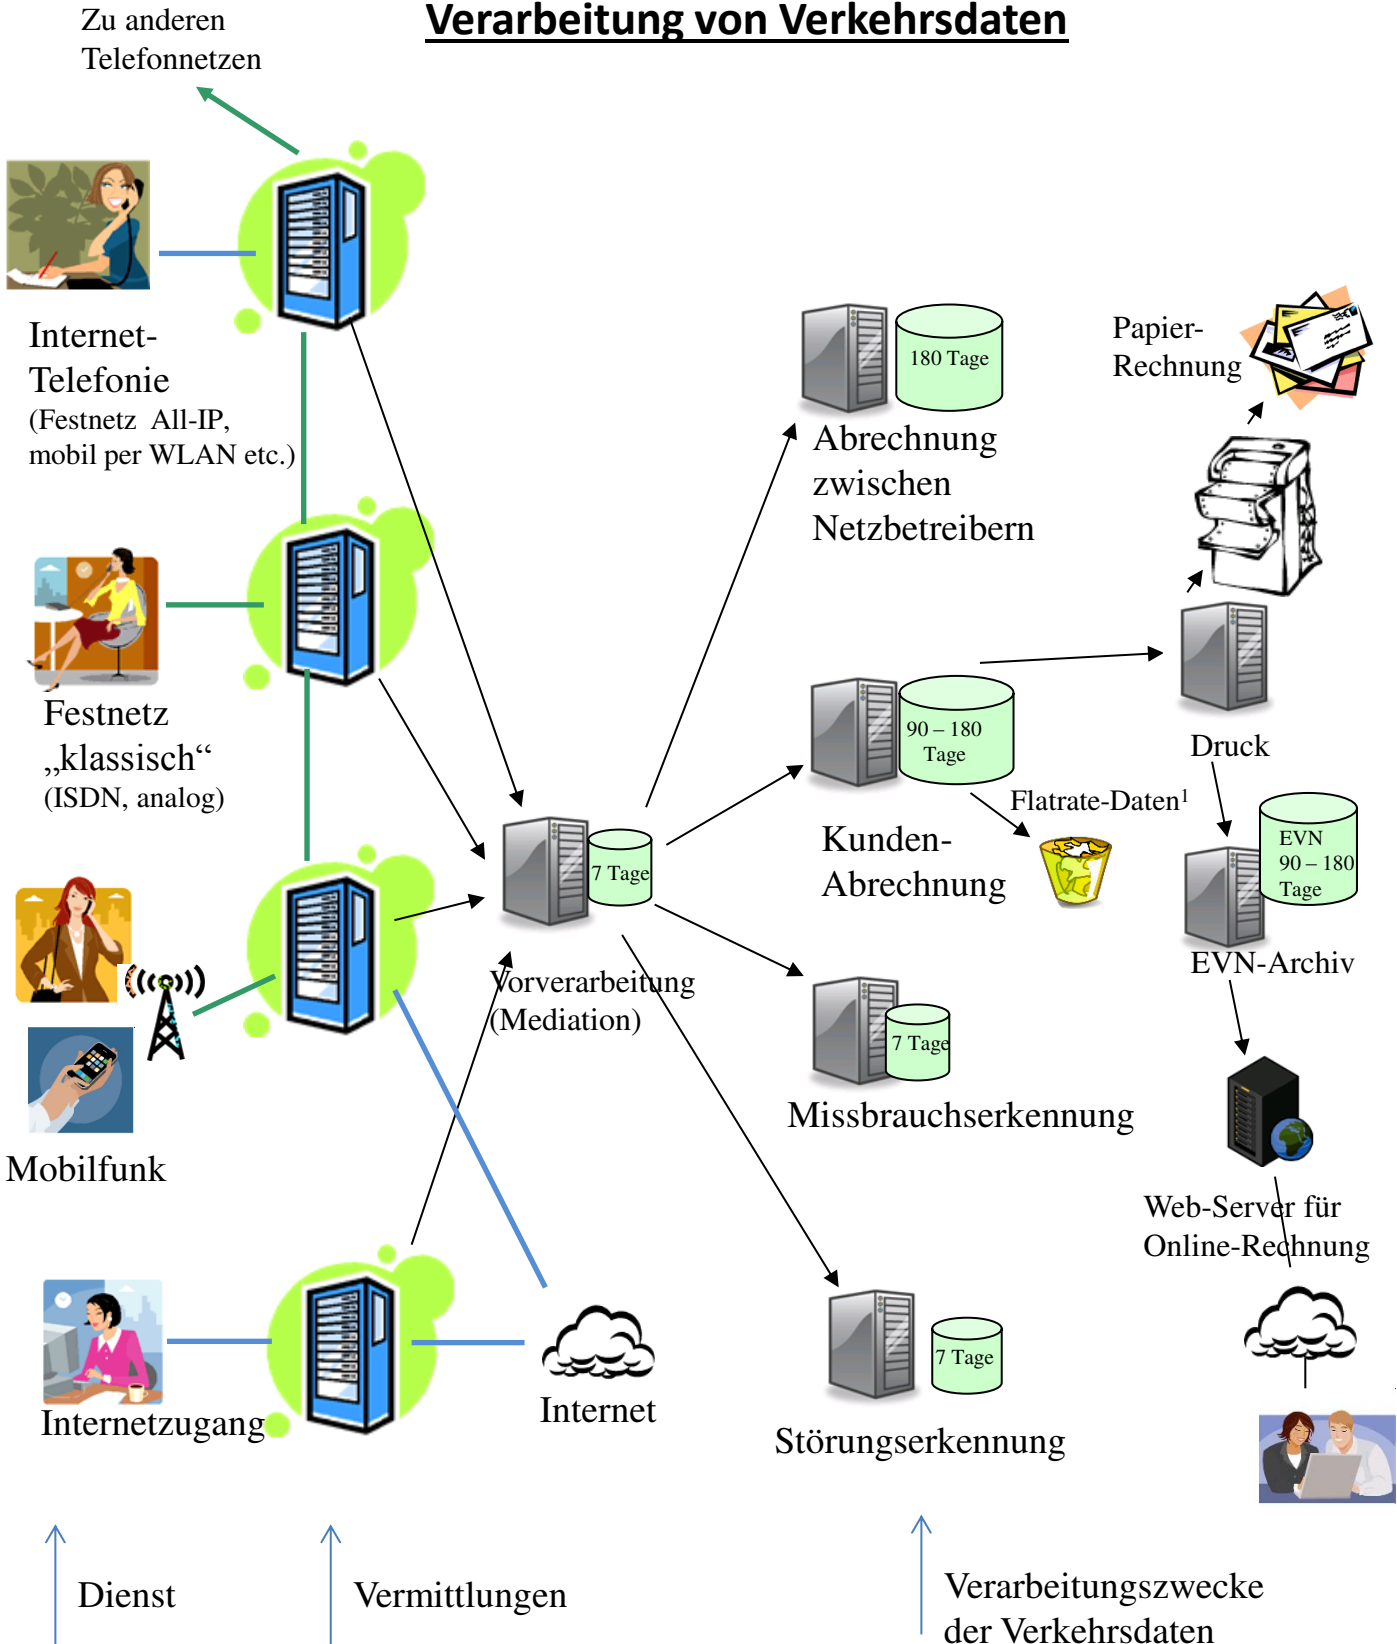 Verarbeitung von Verkehrsdaten
Zu anderen
Telefonnetzen
Internet-
Telefonie
(Festnetz All-IP,
mobil per WLAN etc.)
Festnetz
„klassisch“
(ISDN, analog)
Mobilfunk
Internetzugang
Internet
7 Tage
Vorverarbeitung
(Mediation)
180 Tage
Abrechnung
zwischen
Netzbetreibern
90 – 180
Tage
Kunden-
Abrechnung
Flatrate-Daten¹
7 Tage
Missbrauchserkennung
7 Tage
Störungserkennung
Papier-
Rechnung
Druck
EVN
90 – 180
Tage
EVN-Archiv
Web-Server für
Online-Rechnung
Dienst
Vermittlungen
Verarbeitungszwecke
der Verkehrsdaten